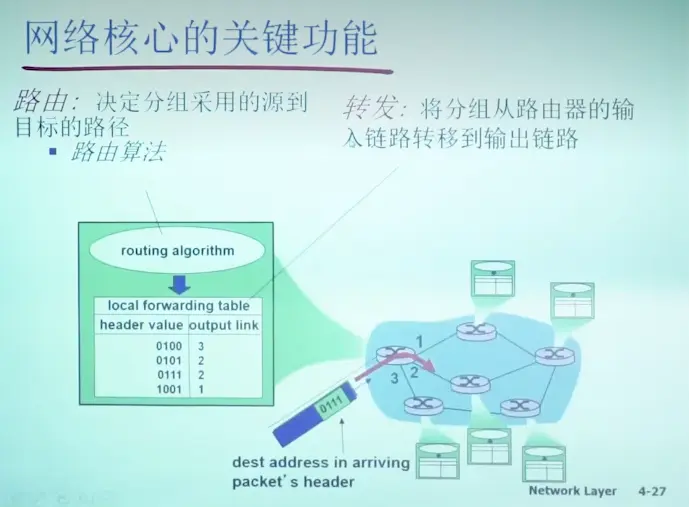 网络核心的关键功能
路由: 决定分组采用的源到
目标的路径
▪ 路由算法
转发: 将分组从路由器的输
入链路转移到输出链路
routing algorithm
local forwarding table
header value output link
0100 3
0101 2
0111 2
1001 1
1
2
3
0111
dest address in arriving
packet's header
Network Layer 4-27